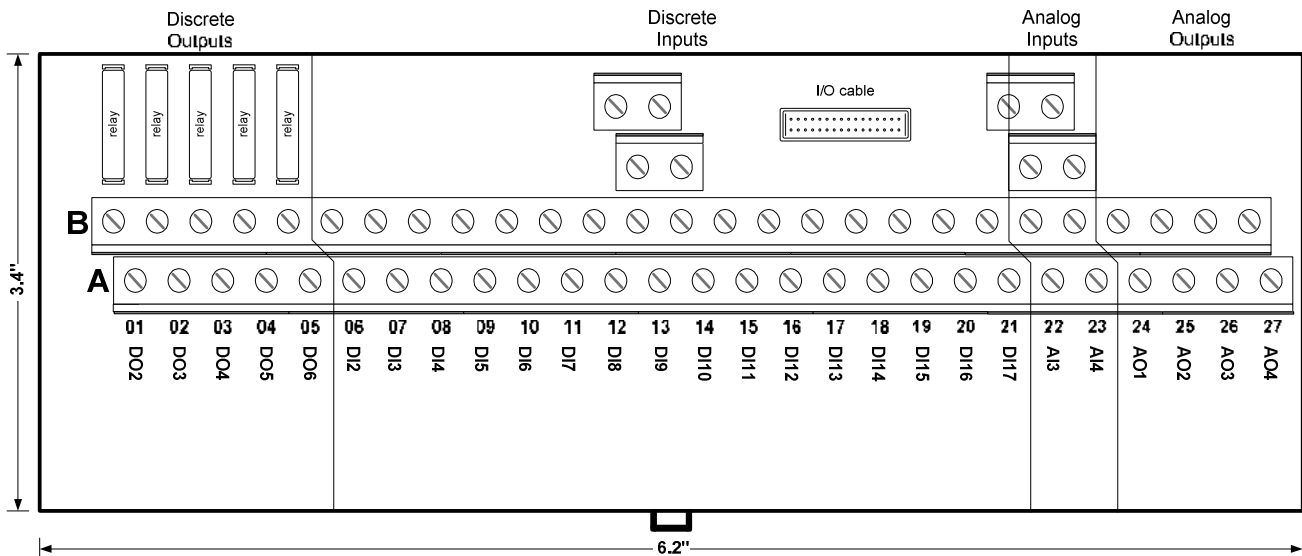 Discrete
Outputs
Discrete
Inputs
Analog
Inputs
Analog
Outputs
relay relay relay relay relay
I/O cable
B
A
3.4"
01 02 03 04 05 06 07 08 09 10 11 12 13 14 15 16 17 18 19 20 21 22 23 24 25 26 27
DO2 DO3 DO4 DO5 DO6 DI2 DI3 DI4 DI5 DI6 DI7 DI8 DI9 DI10 DI11 DI12 DI13 DI14 DI15 DI16 DI17 AI3 AI4 AO1 AO2 AO3 AO4
6.2"